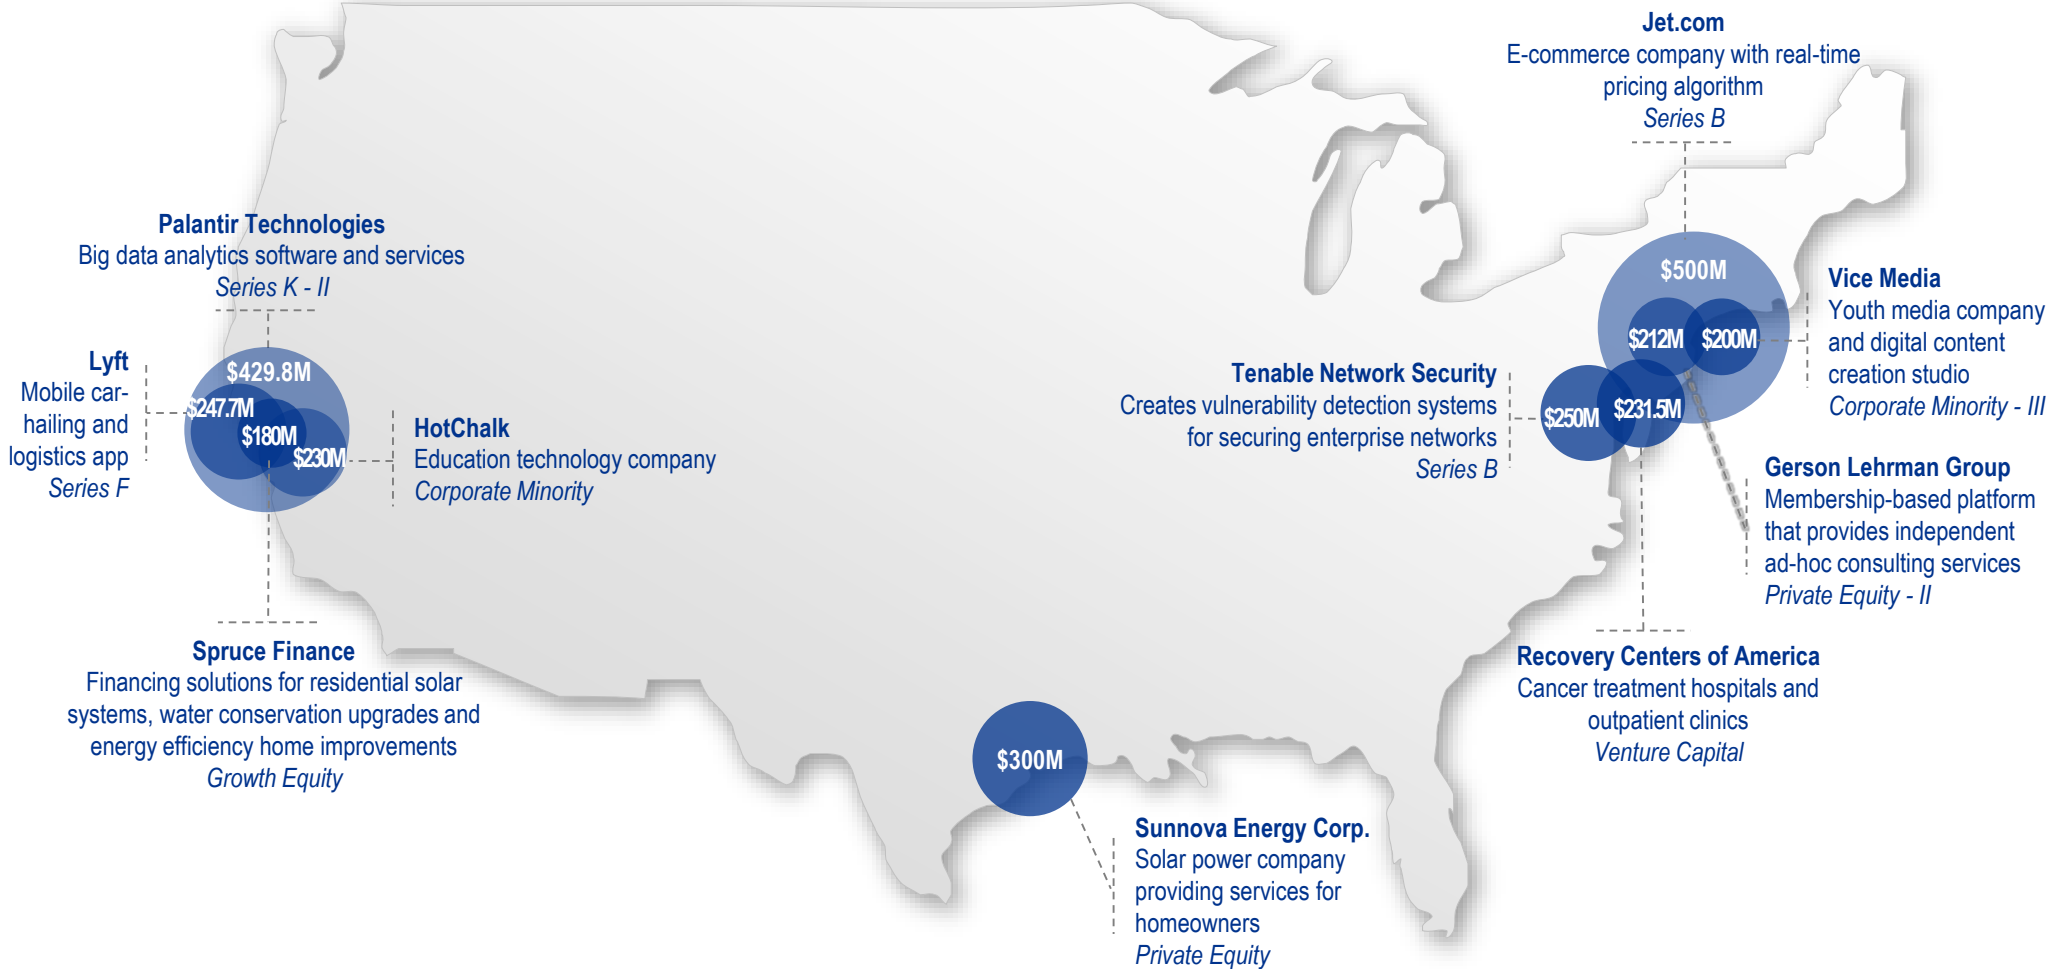 Jet.com
E-commerce company with real-time
pricing algorithm
Series B
$500M
Palantir Technologies
Big data analytics software and services
Series K - II
$429.8M
Lyft
Mobile car-
hailing and
logistics app
Series F
$247.7M
$180M
$230M
HotChalk
Education technology company
Corporate Minority
Spruce Finance
Financing solutions for residential solar
systems, water conservation upgrades and
energy efficiency home improvements
Growth Equity
$300M
Sunnova Energy Corp.
Solar power company
providing services for
homeowners
Private Equity
Tenable Network Security
Creates vulnerability detection systems
for securing enterprise networks
Series B
$250M
$231.5M
$212M
$200M
Vice Media
Youth media company
and digital content
creation studio
Corporate Minority - III
Gerson Lehrman Group
Membership-based platform
that provides independent
ad-hoc consulting services
Private Equity - II
Recovery Centers of America
Cancer treatment hospitals and
outpatient clinics
Venture Capital